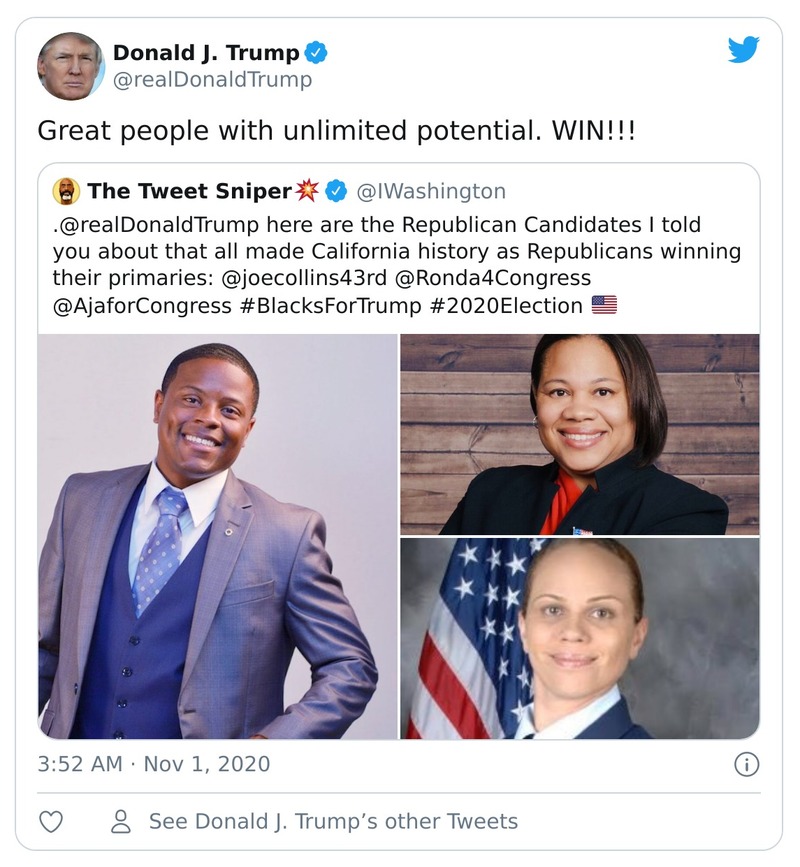 Donald J. Trump
@realDonaldTrump
Great people with unlimited potential. WIN!!!
The Tweet Sniper💥 @IWashington
.@realDonaldTrump here are the Republican Candidates I told
you about that all made California history as Republicans winning
their primaries: @joecollins43rd @Ronda4Congress
@AjaforCongress #BlacksForTrump #2020Election 🇺🇸
3:52 AM · Nov 1, 2020
See Donald J. Trump’s other Tweets